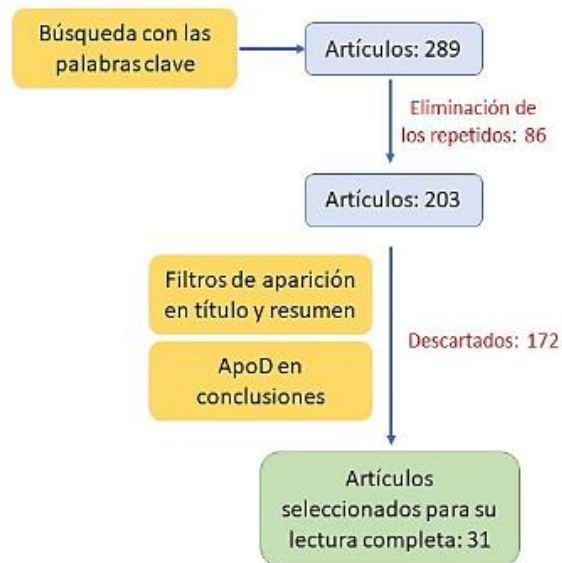 Búsqueda con las
palabras clave
Artículos: 289
Eliminación de
los repetidos: 86
Artículos: 203
Filtros de aparición
en título y resumen
ApoD en
conclusiones
Descartados: 172
Artículos
seleccionados para su
lectura completa: 31